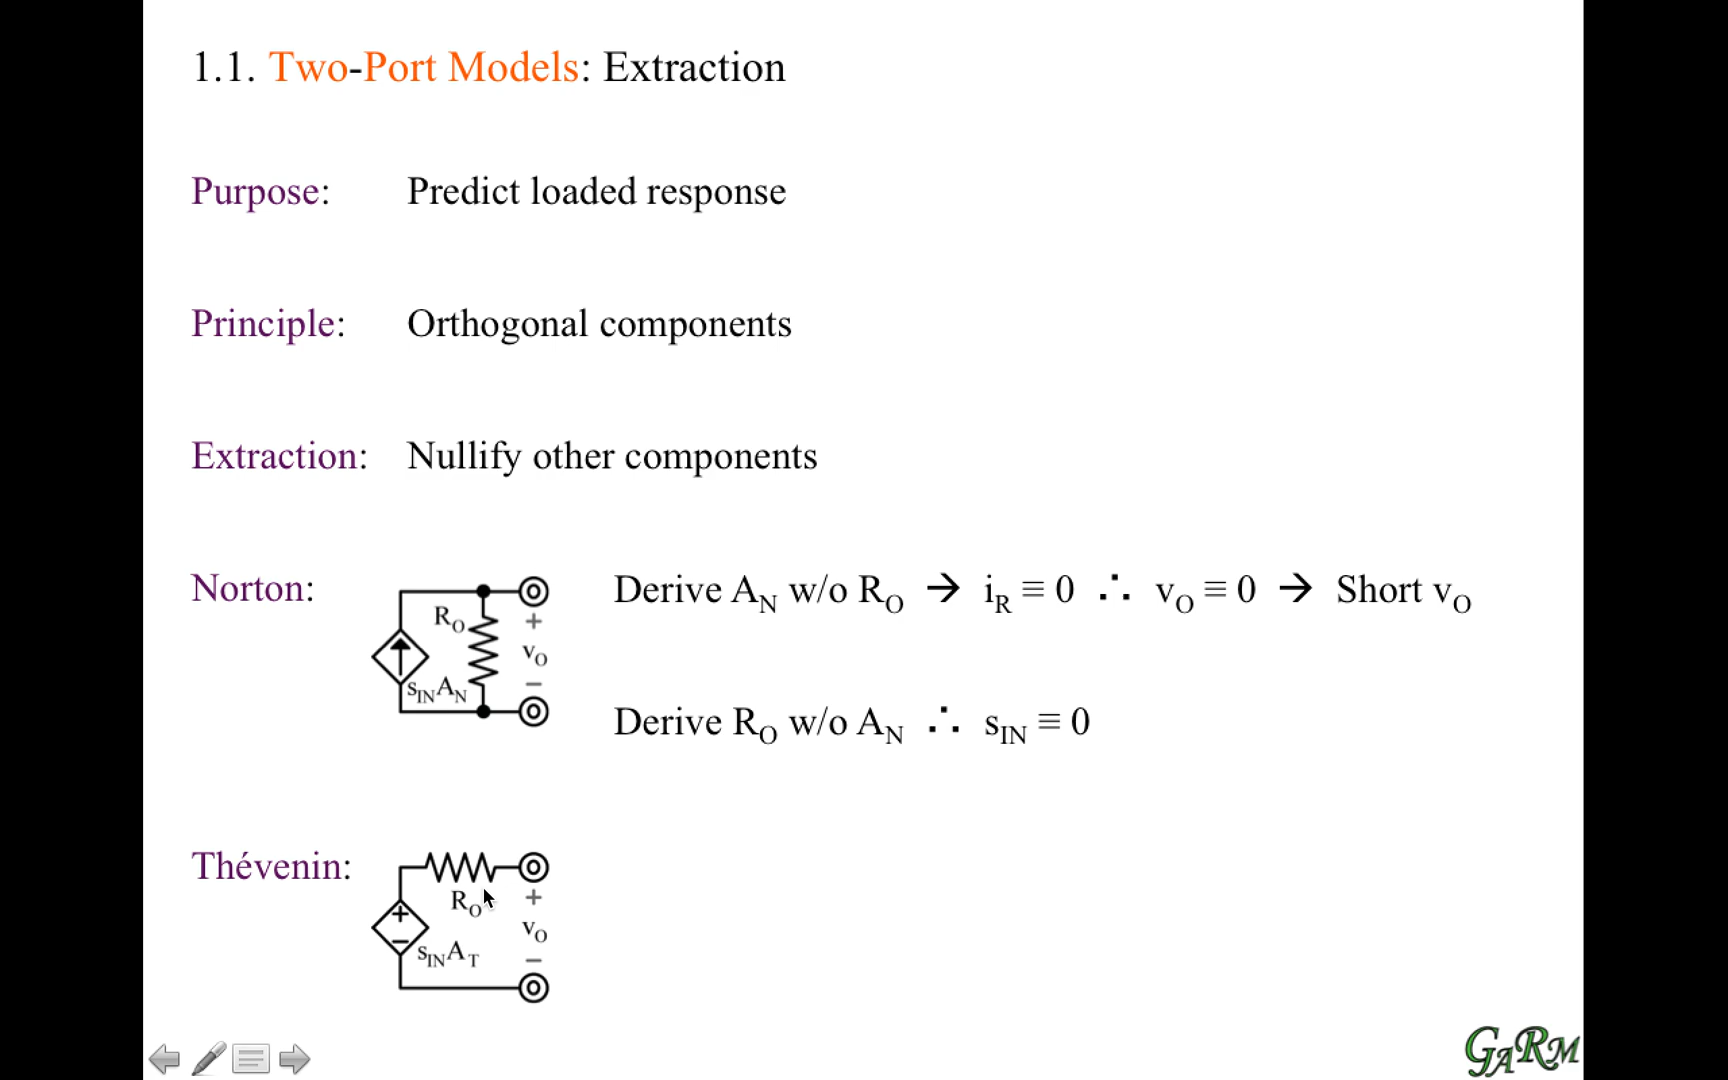 1.1. Two-Port Models: Extraction
Purpose: Predict loaded response
Principle: Orthogonal components
Extraction: Nullify other components
Norton: Derive A_N w/o R_O → i_R ≡ 0 ∴ v_O ≡ 0 → Short v_O
R_O
+
v_O
−
s_IN A_N
Derive R_O w/o A_N ∴ s_IN ≡ 0
Thévenin:
R_O
+
+
v_O
−
s_IN A_T
−
GARM